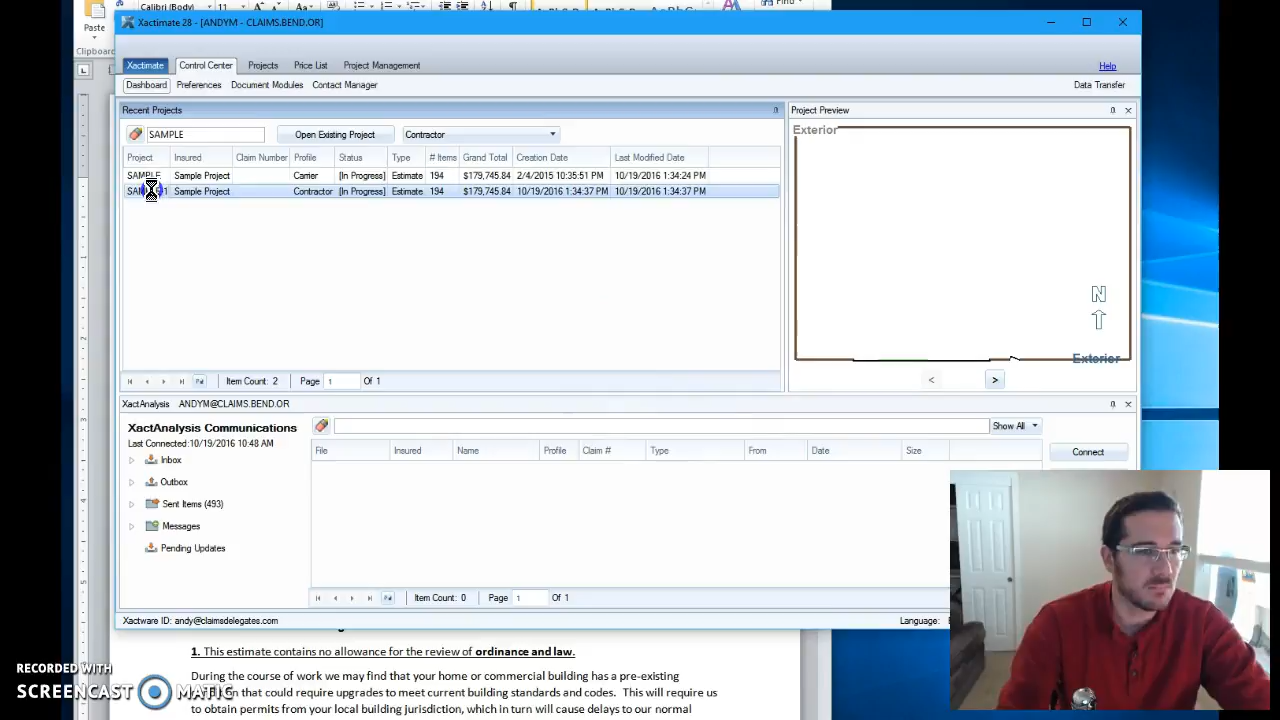 Calibri (Body)
11
Find
Paste
Clipboard
Xactimate 28 - [ANDYM - CLAIMS.BEND.OR]
Xactimate Control Center Projects Price List Project Management Help
Dashboard Preferences Document Modules Contact Manager Data Transfer
Recent Projects
SAMPLE Open Existing Project Contractor
Project Insured Claim Number Profile Status Type # Items Grand Total Creation Date Last Modified Date
SAMPLE Sample Project Carrier [In Progress] Estimate 194 $179,745.84 2/4/2015 10:35:51 PM 10/19/2016 1:34:24 PM
Sample Project Contractor [In Progress] Estimate 194 $179,745.84 10/19/2016 1:34:37 PM 10/19/2016 1:34:37 PM
Item Count: 2 Page 1 Of 1
Project Preview
Exterior
N
Exterior
< >
XactAnalysis ANDYM@CLAIMS.BEND.OR
XactAnalysis Communications
Last Connected:10/19/2016 10:48 AM
Inbox
Outbox
Sent Items (493)
Messages
Pending Updates
Show All
File Insured Name Profile Claim # Type From Date Size
Connect
Item Count: 0 Page 1 Of 1
Xactware ID: andy@claimsdelegates.com Language:
1. This estimate contains no allowance for the review of ordinance and law.
During the course of work we may find that your home or commercial building has a pre-existing
that could require upgrades to meet current building standards and codes. This will require us
to obtain permits from your local building jurisdiction, which in turn will cause delays to our normal
RECORDED WITH
SCREENCAST MATIC